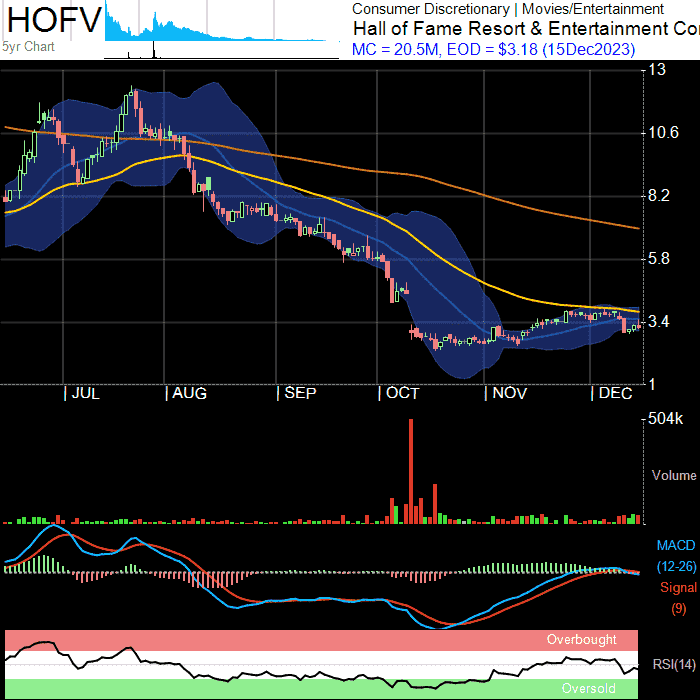 HOFV
5yr Chart
Consumer Discretionary | Movies/Entertainment
Hall of Fame Resort & Entertainment Co
MC = 20.5M, EOD = $3.18 (15Dec2023)
13
10.6
8.2
5.8
3.4
1
| JUL | AUG | SEP | OCT | NOV | DEC
504k
Volume
MACD
(12-26)
Signal
(9)
Overbought
RSI(14)
Oversold